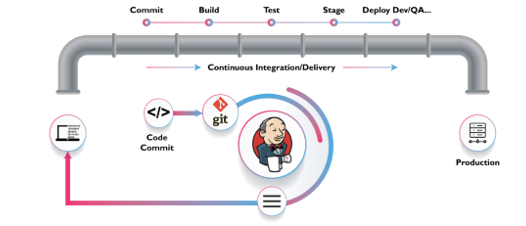 Commit Build Test Stage Deploy Dev/QA...
Continuous Integration/Delivery
</>
git
Code
Commit
Production